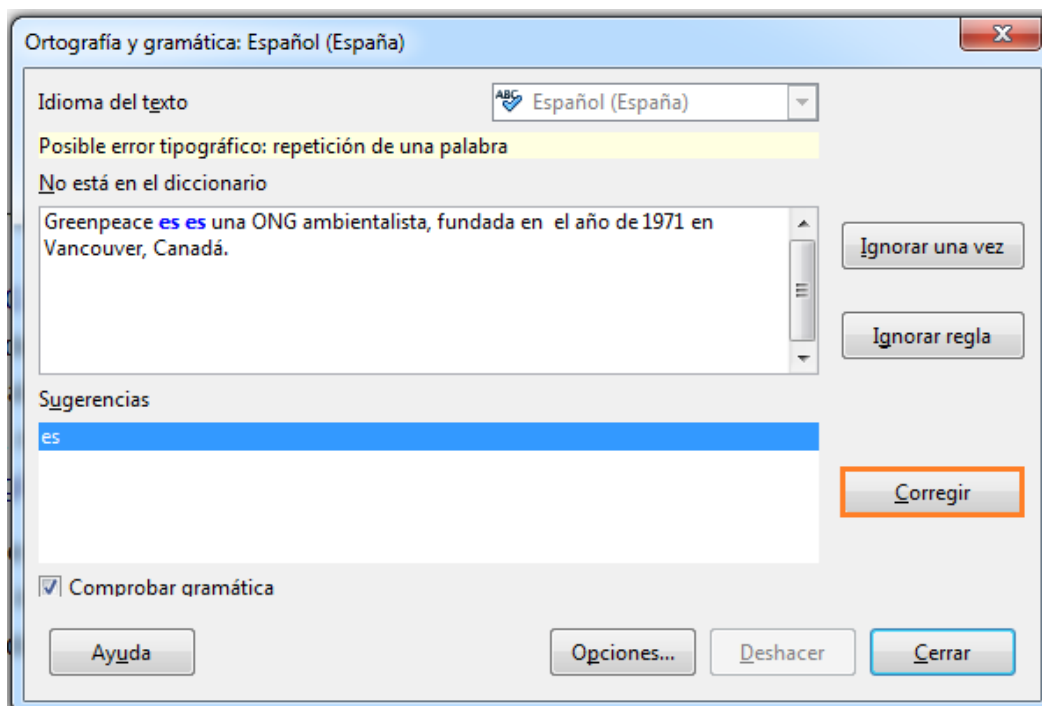 Ortografía y gramática: Español (España)
Idioma del texto
ABC Español (España)
Posible error tipográfico: repetición de una palabra
No está en el diccionario
Greenpeace es es una ONG ambientalista, fundada en  el año de 1971 en
Vancouver, Canadá.
Ignorar una vez
Ignorar regla
Sugerencias
es
Corregir
Comprobar gramática
Ayuda
Opciones...
Deshacer
Cerrar